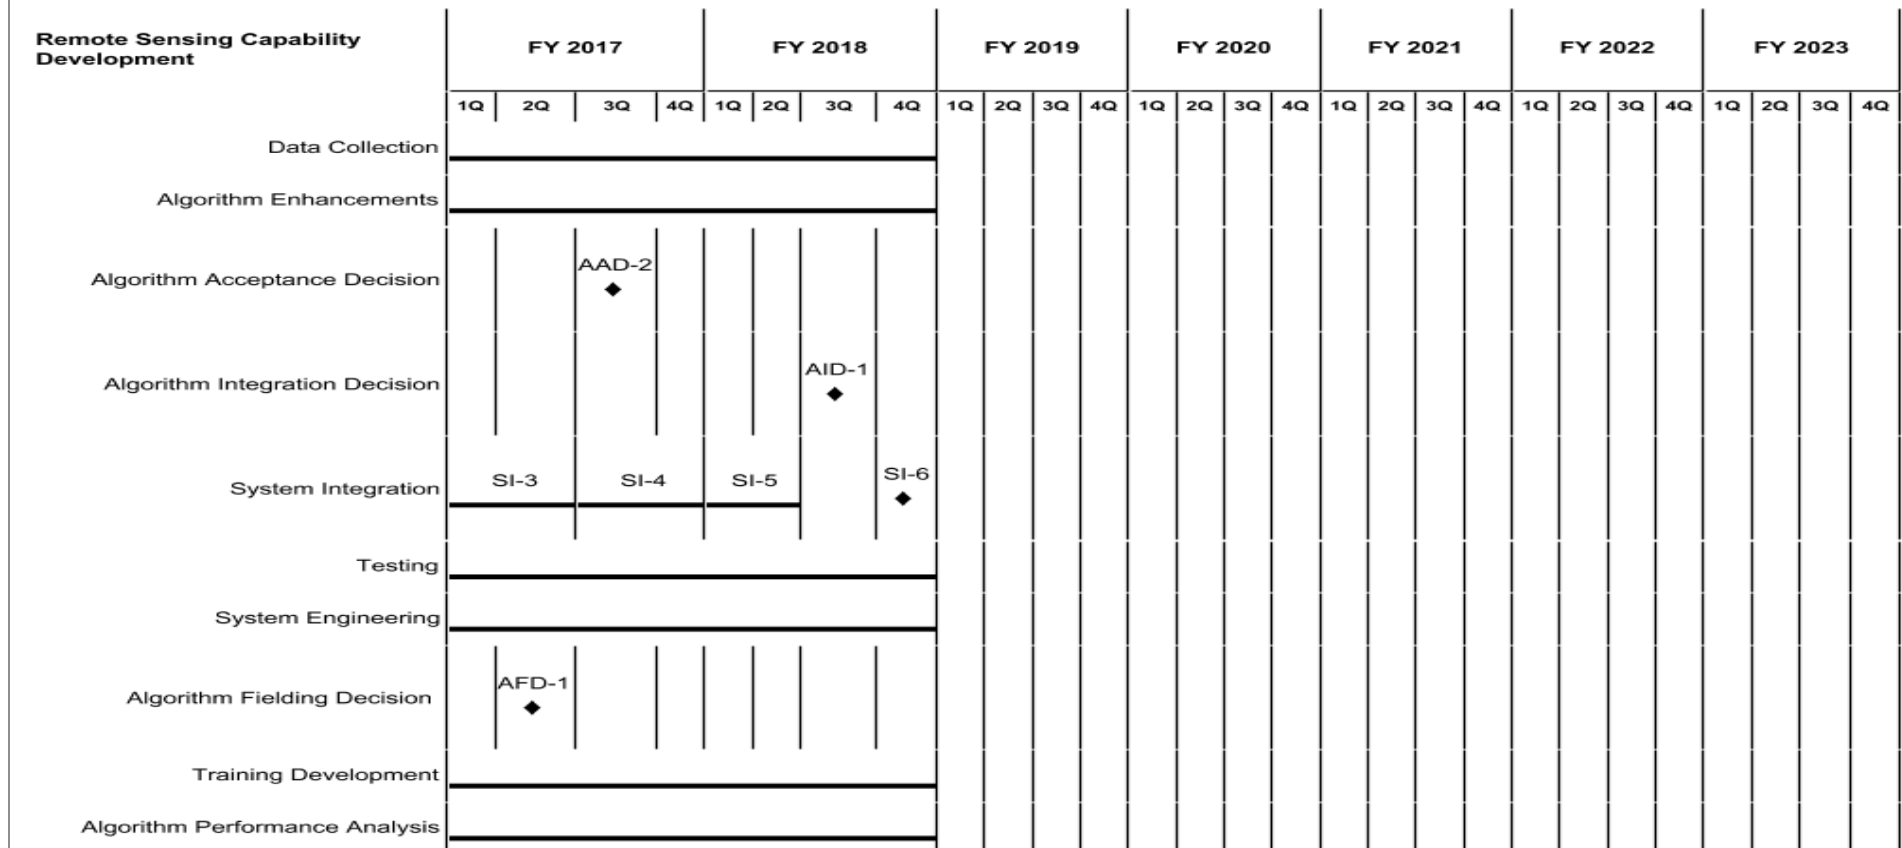 Remote Sensing Capability
Development
FY 2017 FY 2018 FY 2019 FY 2020 FY 2021 FY 2022 FY 2023
1Q 2Q 3Q 4Q 1Q 2Q 3Q 4Q 1Q 2Q 3Q 4Q 1Q 2Q 3Q 4Q 1Q 2Q 3Q 4Q 1Q 2Q 3Q 4Q 1Q 2Q 3Q 4Q
Data Collection
Algorithm Enhancements
AAD-2
Algorithm Acceptance Decision
AID-1
Algorithm Integration Decision
SI-3 SI-4 SI-5 SI-6
System Integration
Testing
System Engineering
AFD-1
Algorithm Fielding Decision
Training Development
Algorithm Performance Analysis